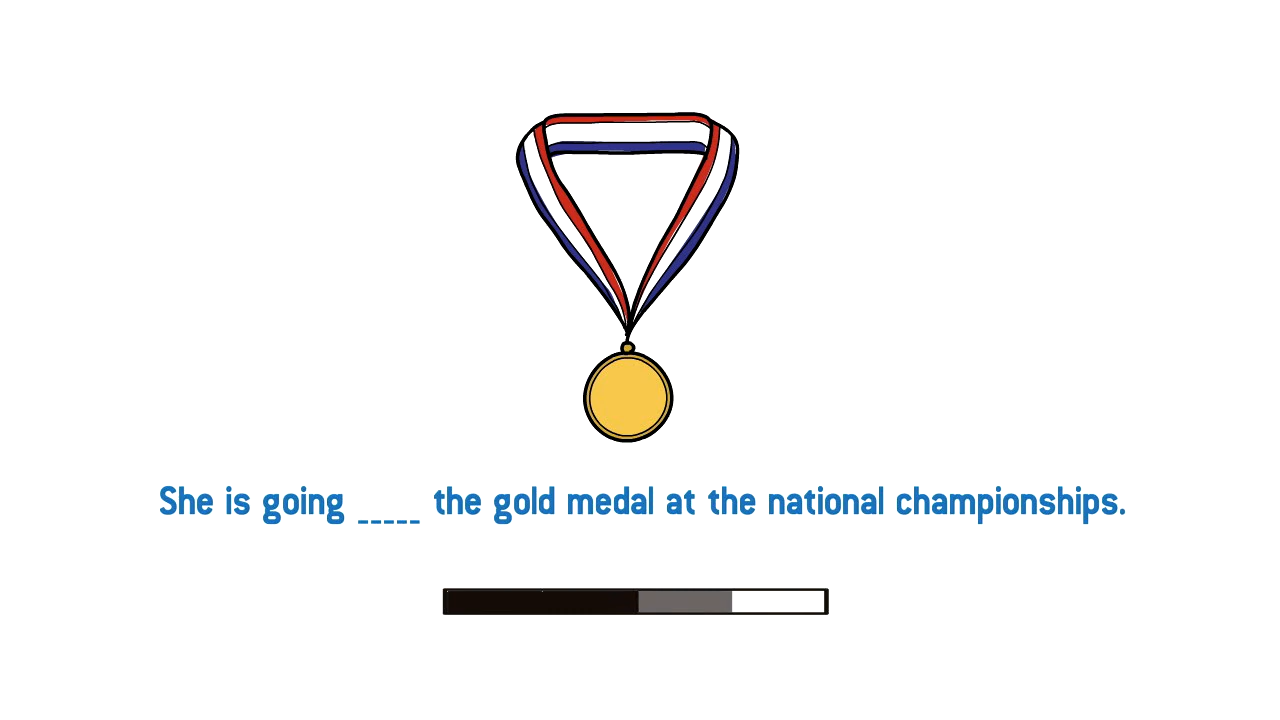 She is going _____ the gold medal at the national championships.